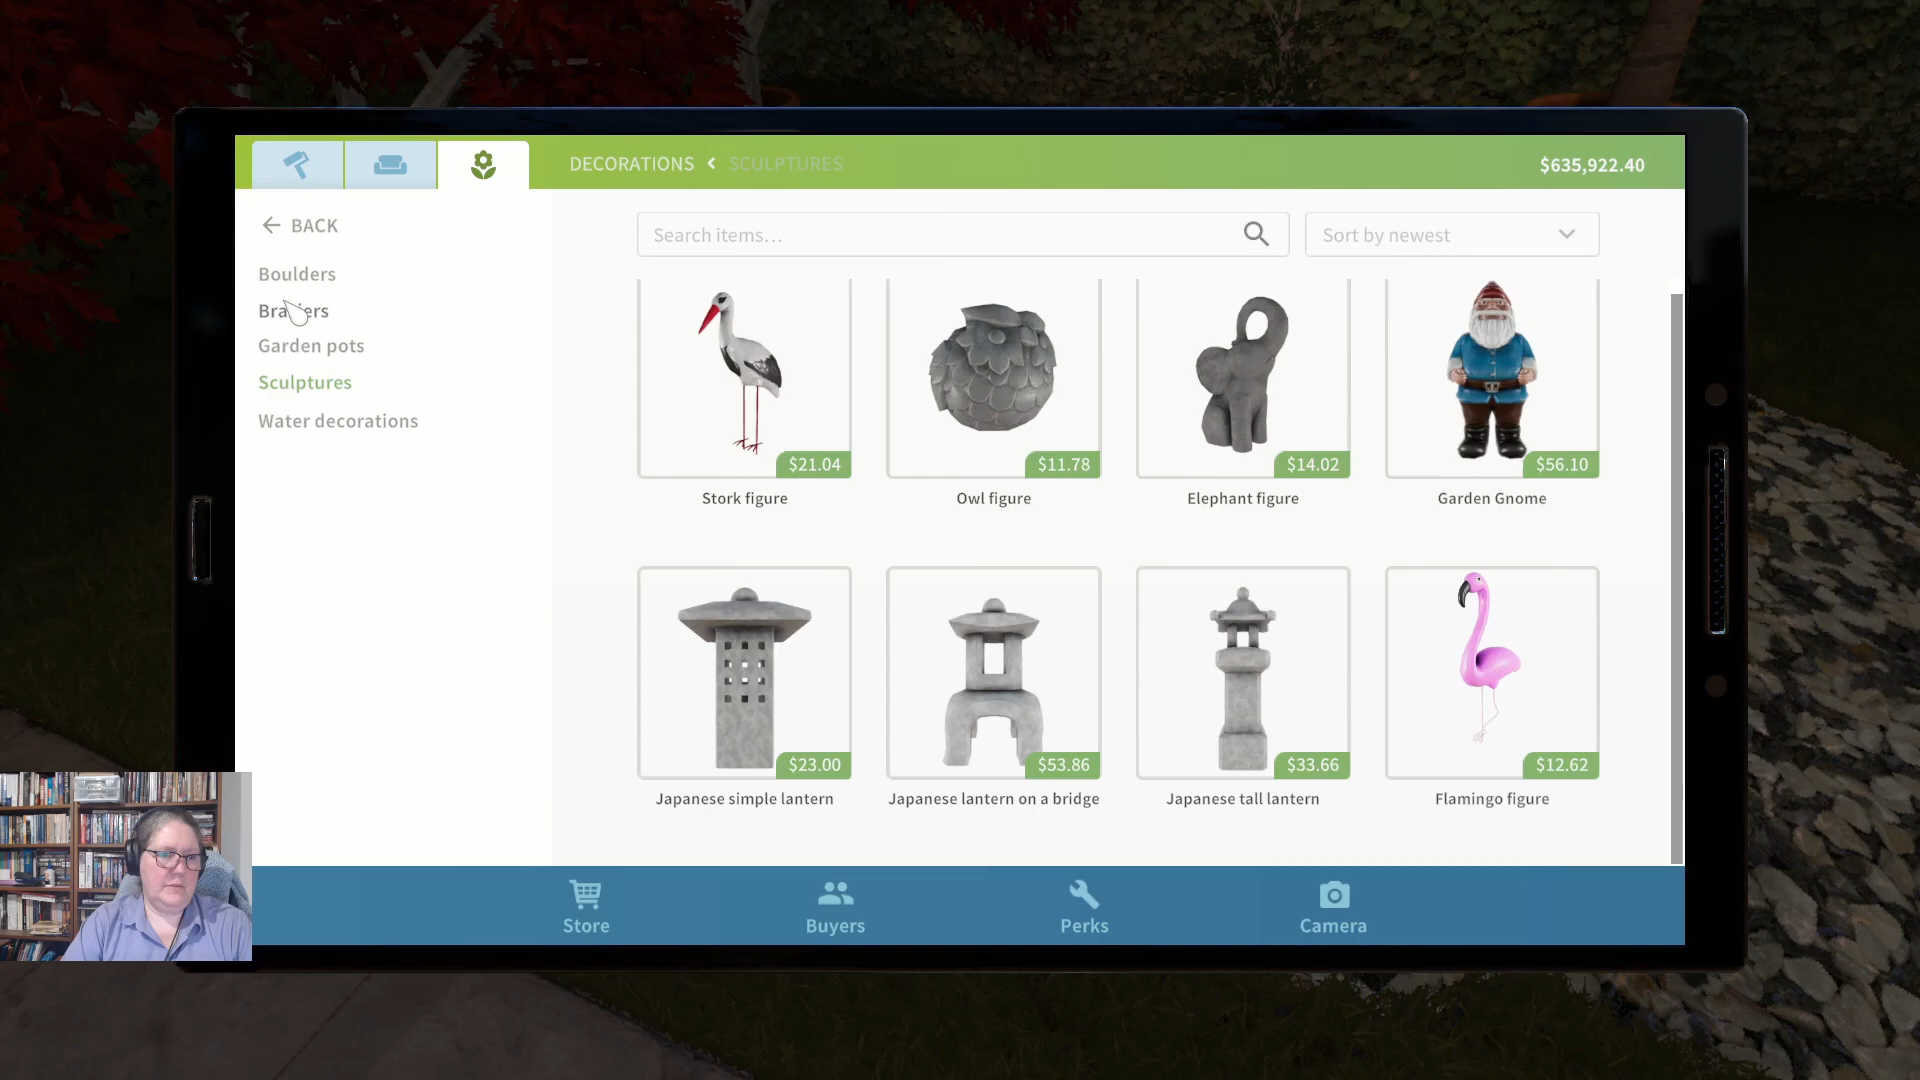 DECORATIONS < SCULPTURES
$635,922.40
BACK
Search items...
Sort by newest
Boulders
Garden pots
Sculptures
Water decorations
$21.04
$11.78
$14.02
$56.10
Stork figure
Owl figure
Elephant figure
Garden Gnome
$23.00
$53.86
$33.66
$12.62
Japanese simple lantern
Japanese lantern on a bridge
Japanese tall lantern
Flamingo figure
Store
Buyers
Perks
Camera